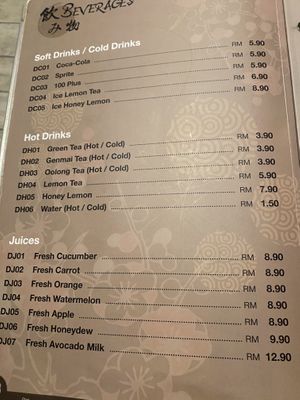 飲み物 BEVERAGES
Soft Drinks / Cold Drinks
DC01 Coca-Cola RM 5.90
DC02 Sprite RM 5.90
DC03 100 Plus RM 5.90
DC04 Ice Lemon Tea RM 6.90
DC05 Ice Honey Lemon RM 8.90
Hot Drinks
DH01 Green Tea (Hot / Cold) RM 3.90
DH02 Genmai Tea (Hot / Cold) RM 3.90
DH03 Oolong Tea (Hot / Cold) RM 3.90
DH04 Lemon Tea RM 5.90
DH05 Honey Lemon RM 7.90
DH06 Water (Hot / Cold) RM 1.50
Juices
DJ01 Fresh Cucumber RM 8.90
DJ02 Fresh Carrot RM 8.90
DJ03 Fresh Orange RM 8.90
DJ04 Fresh Watermelon RM 8.90
DJ05 Fresh Apple RM 8.90
DJ06 Fresh Honeydew RM 9.90
DJ07 Fresh Avocado Milk RM 12.90